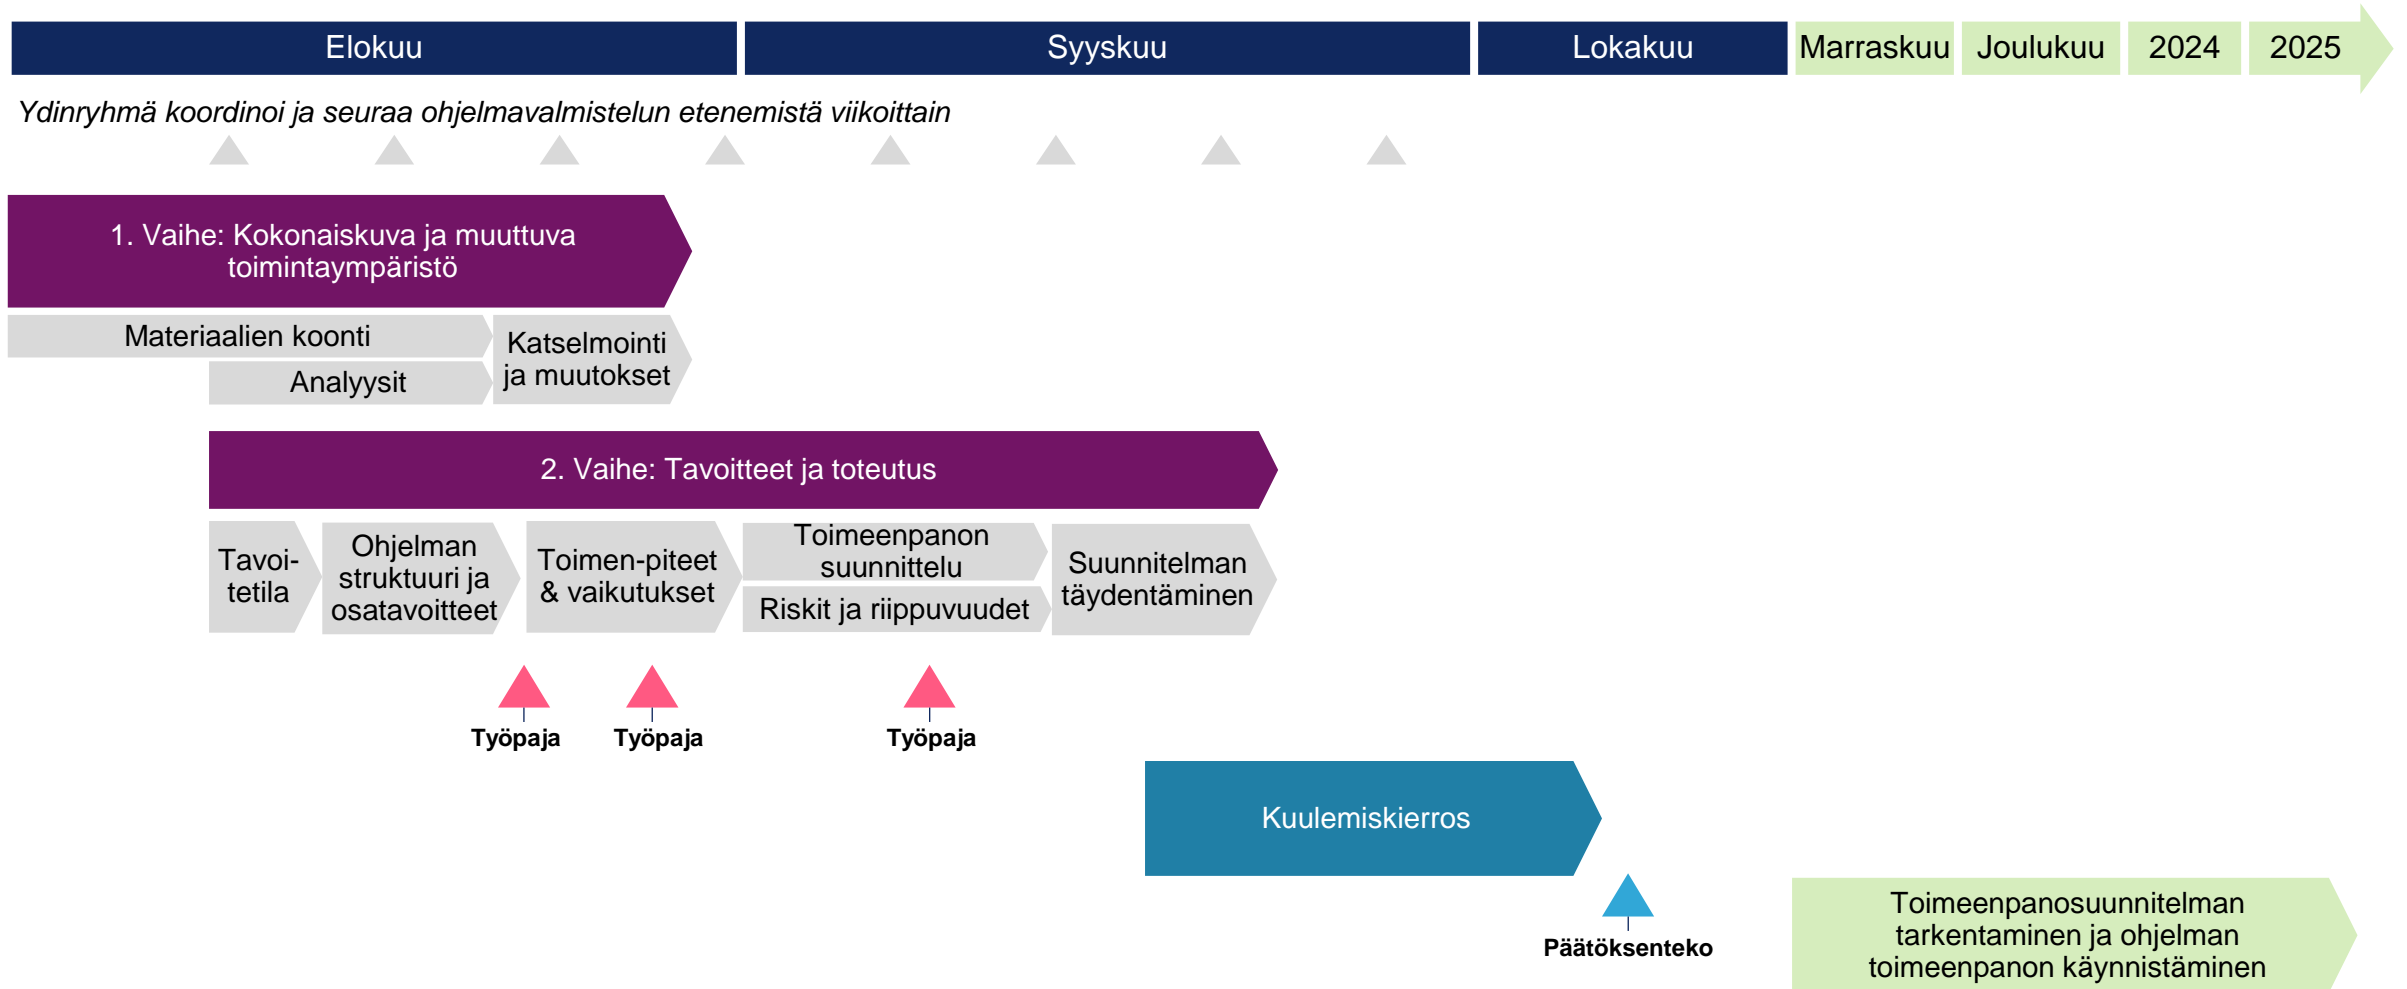 Elokuu
Syyskuu
Lokakuu
Marraskuu
Joulukuu
2024
2025
Ydinryhmä koordinoi ja seuraa ohjelmavalmistelun etenemistä viikoittain
1. Vaihe: Kokonaiskuva ja muuttuva
toimintaympäristö
Materiaalien koonti
Analyysit
Katselmointi
ja muutokset
2. Vaihe: Tavoitteet ja toteutus
Tavoi-
tetila
Ohjelman
struktuuri ja
osatavoitteet
Toimen-piteet
& vaikutukset
Toimeenpanon
suunnittelu
Riskit ja riippuvuudet
Suunnitelman
täydentäminen
Työpaja
Työpaja
Työpaja
Kuulemiskierros
Päätöksenteko
Toimeenpanosuunnitelman
tarkentaminen ja ohjelman
toimeenpanon käynnistäminen